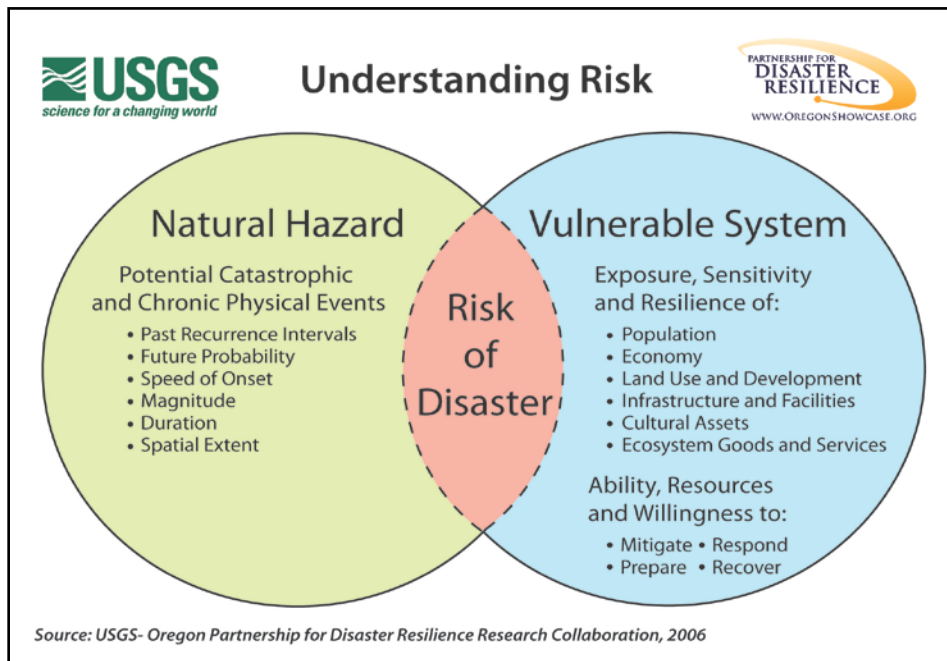 USGS
science for a changing world
Understanding Risk
PARTNERSHIP FOR
DISASTER
RESILIENCE
WWW.OREGONSHOWCASE.ORG
Natural Hazard
Potential Catastrophic
and Chronic Physical Events
• Past Recurrence Intervals
• Future Probability
• Speed of Onset
• Magnitude
• Duration
• Spatial Extent
Risk
of
Disaster
Vulnerable System
Exposure, Sensitivity
and Resilience of:
• Population
• Economy
• Land Use and Development
• Infrastructure and Facilities
• Cultural Assets
• Ecosystem Goods and Services
Ability, Resources
and Willingness to:
• Mitigate • Respond
• Prepare • Recover
Source: USGS- Oregon Partnership for Disaster Resilience Research Collaboration, 2006